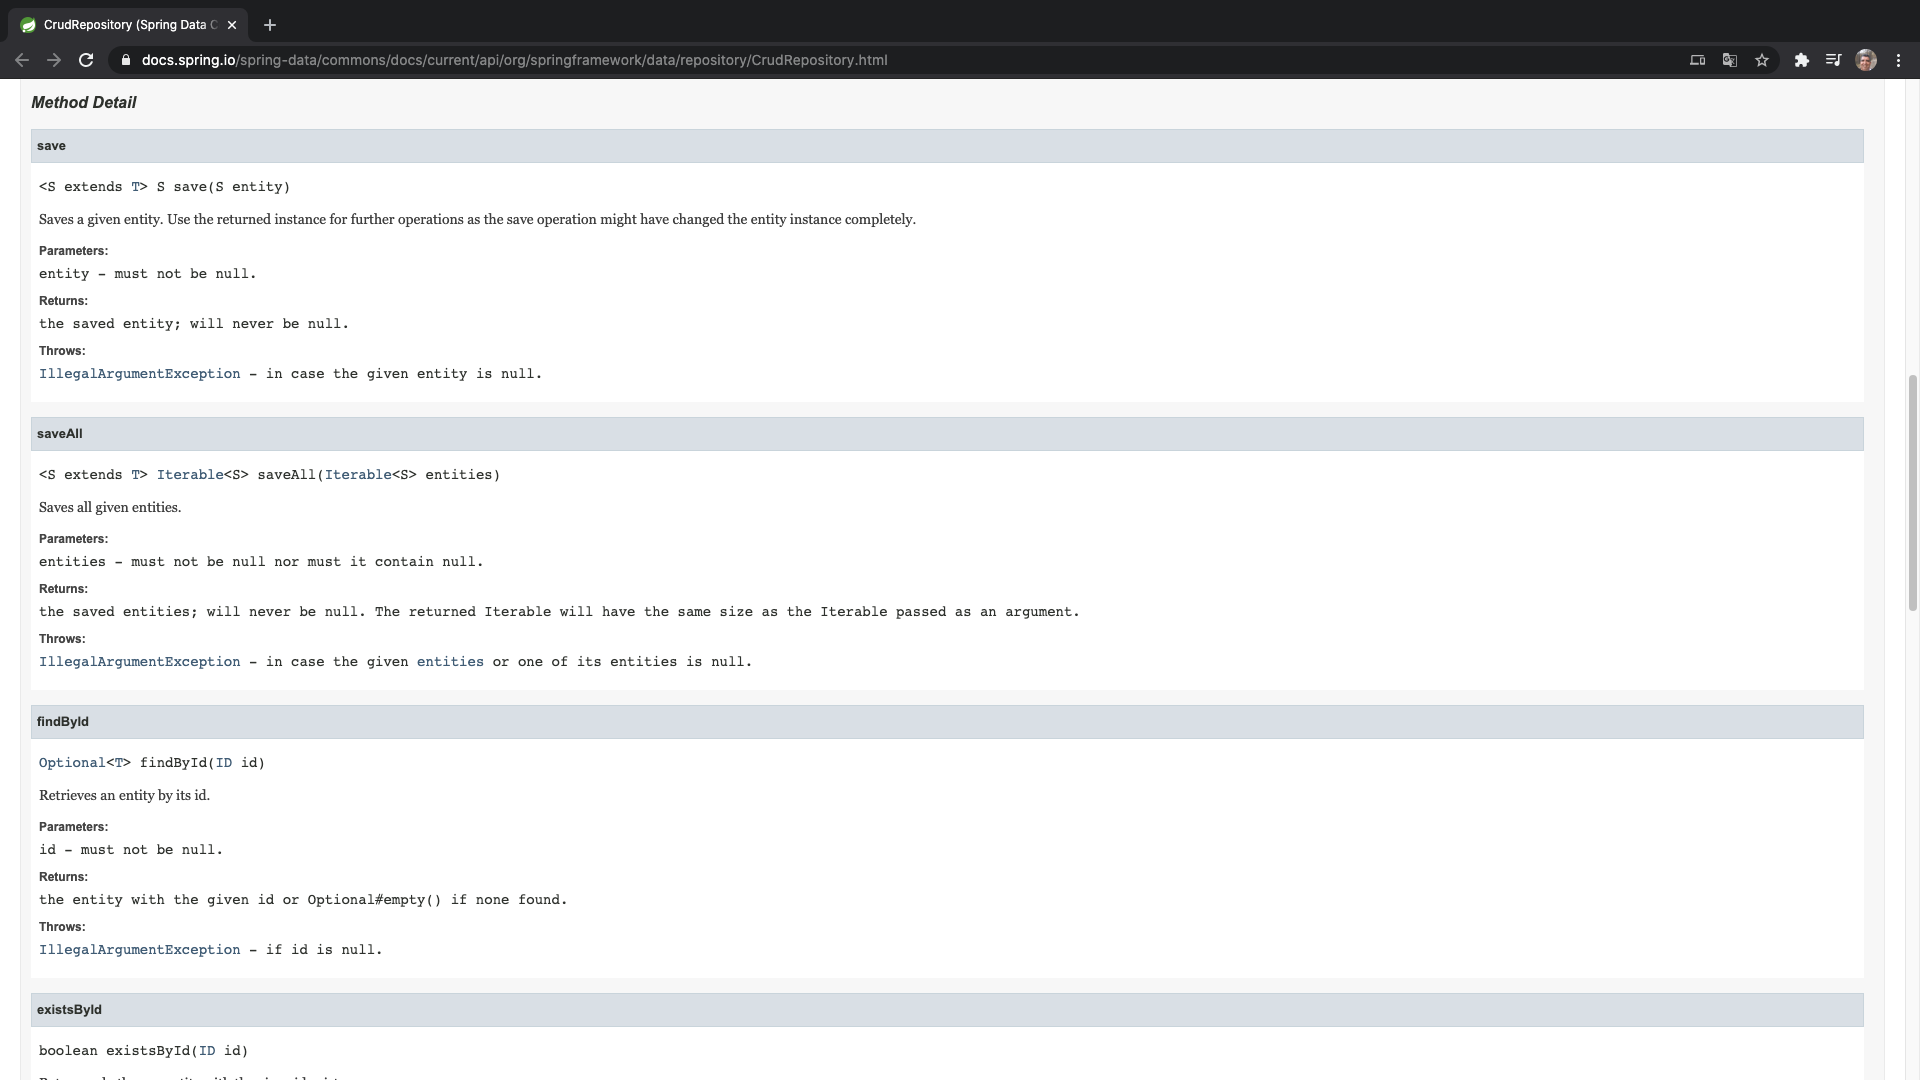 CrudRepository (Spring Data C
docs.spring.io/spring-data/commons/docs/current/api/org/springframework/data/repository/CrudRepository.html
Method Detail
save
<S extends T> S save(S entity)
Saves a given entity. Use the returned instance for further operations as the save operation might have changed the entity instance completely.
Parameters:
entity - must not be null.
Returns:
the saved entity; will never be null.
Throws:
IllegalArgumentException - in case the given entity is null.
saveAll
<S extends T> Iterable<S> saveAll(Iterable<S> entities)
Saves all given entities.
Parameters:
entities - must not be null nor must it contain null.
Returns:
the saved entities; will never be null. The returned Iterable will have the same size as the Iterable passed as an argument.
Throws:
IllegalArgumentException - in case the given entities or one of its entities is null.
findById
Optional<T> findById(ID id)
Retrieves an entity by its id.
Parameters:
id - must not be null.
Returns:
the entity with the given id or Optional#empty() if none found.
Throws:
IllegalArgumentException - if id is null.
existsById
boolean existsById(ID id)